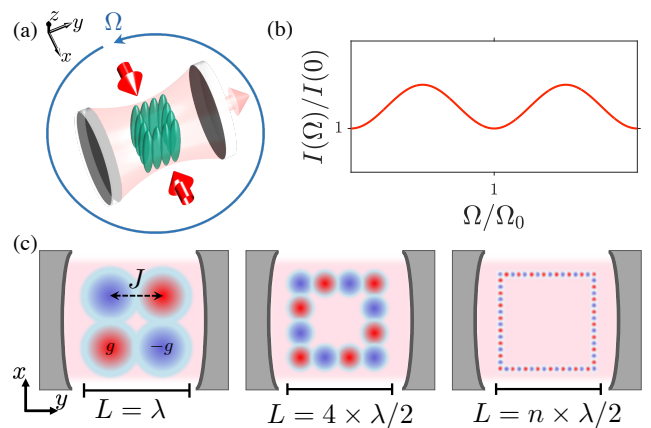 (a)
z
y
x
Ω
(b)
I(Ω)/I(0)
1
1
Ω/Ω₀
(c)
J
g
−g
x
y
L = λ
L = 4 × λ/2
L = n × λ/2